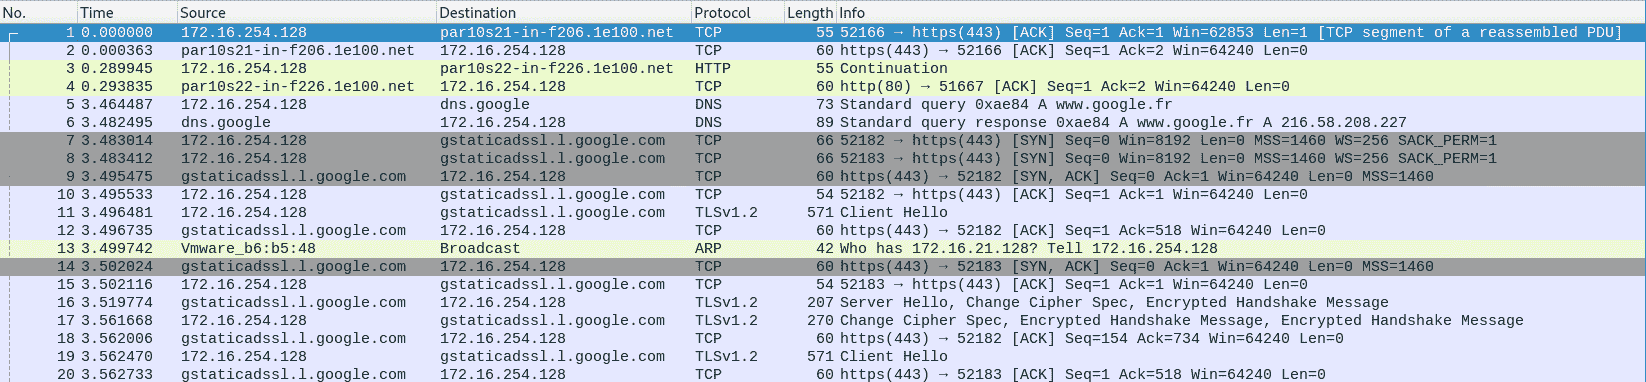 No. Time Source Destination Protocol Length Info
1 0.000000 172.16.254.128 par10s21-in-f206.1e100.net TCP 55 52166 → https(443) [ACK] Seq=1 Ack=1 Win=62853 Len=1 [TCP segment of a reassembled PDU]
2 0.000363 par10s21-in-f206.1e100.net 172.16.254.128 TCP 60 https(443) → 52166 [ACK] Seq=1 Ack=2 Win=64240 Len=0
3 0.289945 172.16.254.128 par10s22-in-f226.1e100.net HTTP 55 Continuation
4 0.293835 par10s22-in-f226.1e100.net 172.16.254.128 TCP 60 http(80) → 51667 [ACK] Seq=1 Ack=2 Win=64240 Len=0
5 3.464487 172.16.254.128 dns.google DNS 73 Standard query 0xae84 A www.google.fr
6 3.482495 dns.google 172.16.254.128 DNS 89 Standard query response 0xae84 A www.google.fr A 216.58.208.227
7 3.483014 172.16.254.128 gstaticadssl.l.google.com TCP 66 52182 → https(443) [SYN] Seq=0 Win=8192 Len=0 MSS=1460 WS=256 SACK_PERM=1
8 3.483412 172.16.254.128 gstaticadssl.l.google.com TCP 66 52183 → https(443) [SYN] Seq=0 Win=8192 Len=0 MSS=1460 WS=256 SACK_PERM=1
9 3.495475 gstaticadssl.l.google.com 172.16.254.128 TCP 60 https(443) → 52182 [SYN, ACK] Seq=0 Ack=1 Win=64240 Len=0 MSS=1460
10 3.495533 172.16.254.128 gstaticadssl.l.google.com TCP 54 52182 → https(443) [ACK] Seq=1 Ack=1 Win=64240 Len=0
11 3.496481 172.16.254.128 gstaticadssl.l.google.com TLSv1.2 571 Client Hello
12 3.496735 gstaticadssl.l.google.com 172.16.254.128 TCP 60 https(443) → 52182 [ACK] Seq=1 Ack=518 Win=64240 Len=0
13 3.499742 Vmware_b6:b5:48 Broadcast ARP 42 Who has 172.16.21.128? Tell 172.16.254.128
14 3.502024 gstaticadssl.l.google.com 172.16.254.128 TCP 60 https(443) → 52183 [SYN, ACK] Seq=0 Ack=1 Win=64240 Len=0 MSS=1460
15 3.502116 172.16.254.128 gstaticadssl.l.google.com TCP 54 52183 → https(443) [ACK] Seq=1 Ack=1 Win=64240 Len=0
16 3.519774 gstaticadssl.l.google.com 172.16.254.128 TLSv1.2 207 Server Hello, Change Cipher Spec, Encrypted Handshake Message
17 3.561668 172.16.254.128 gstaticadssl.l.google.com TLSv1.2 270 Change Cipher Spec, Encrypted Handshake Message, Encrypted Handshake Message
18 3.562006 gstaticadssl.l.google.com 172.16.254.128 TCP 60 https(443) → 52182 [ACK] Seq=154 Ack=734 Win=64240 Len=0
19 3.562470 172.16.254.128 gstaticadssl.l.google.com TLSv1.2 571 Client Hello
20 3.562733 gstaticadssl.l.google.com 172.16.254.128 TCP 60 https(443) → 52183 [ACK] Seq=1 Ack=518 Win=64240 Len=0